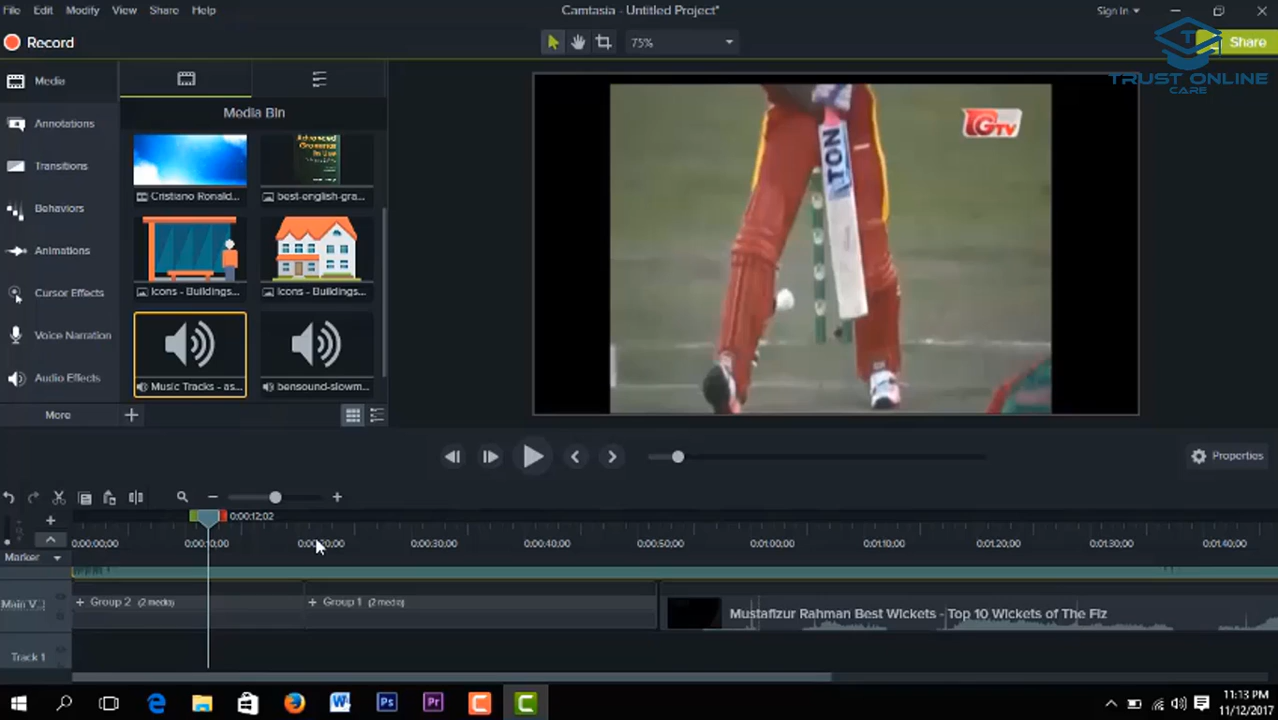 File Edit Modify View Share Help
Camtasia - Untitled Project*
Sign In
Record
75%
Share
TRUST ONLINE
CARE
Media
Annotations
Transitions
Behaviors
Animations
Cursor Effects
Voice Narration
Audio Effects
More
Media Bin
Advanced
Grammar
in Use
Cristiano Ronald...
best-english-gra...
Icons - Buildings...
Icons - Buildings...
Music Tracks - as...
bensound-slowm...
TON
GTV
Properties
0:00:12;02
0:00:00;00 0:00:10;00 0:00:20;00 0:00:30;00 0:00:40;00 0:00:50;00 0:01:00;00 0:01:10;00 0:01:20;00 0:01:30;00 0:01:40;00
Marker
Main V...
+ Group 2 (2 media)
+ Group 1 (2 media)
Mustafizur Rahman Best Wickets - Top 10 Wickets of The Fiz
Track 1
11:13 PM
11/12/2017